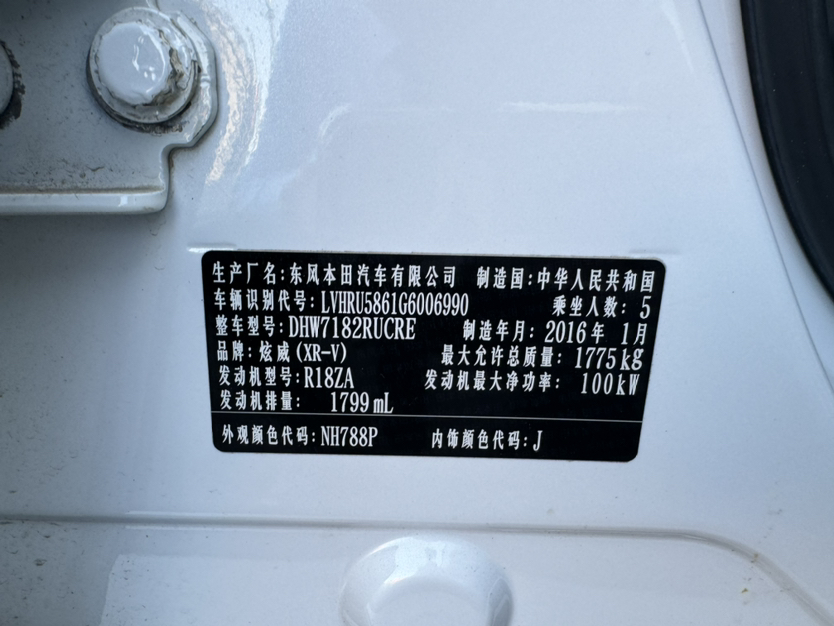 生产厂名:东风本田汽车有限公司 制造国:中华人民共和国
车辆识别代号:LVHRU5861G6006990 乘坐人数: 5
整车型号:DHW7182RUCRE 制造年月: 2016年 1月
品牌: 炫威(XR-V) 最大允许总质量: 1775kg
发动机型号:R18ZA 发动机最大净功率: 100kW
发动机排量: 1799mL
外观颜色代码:NH788P 内饰颜色代码:J